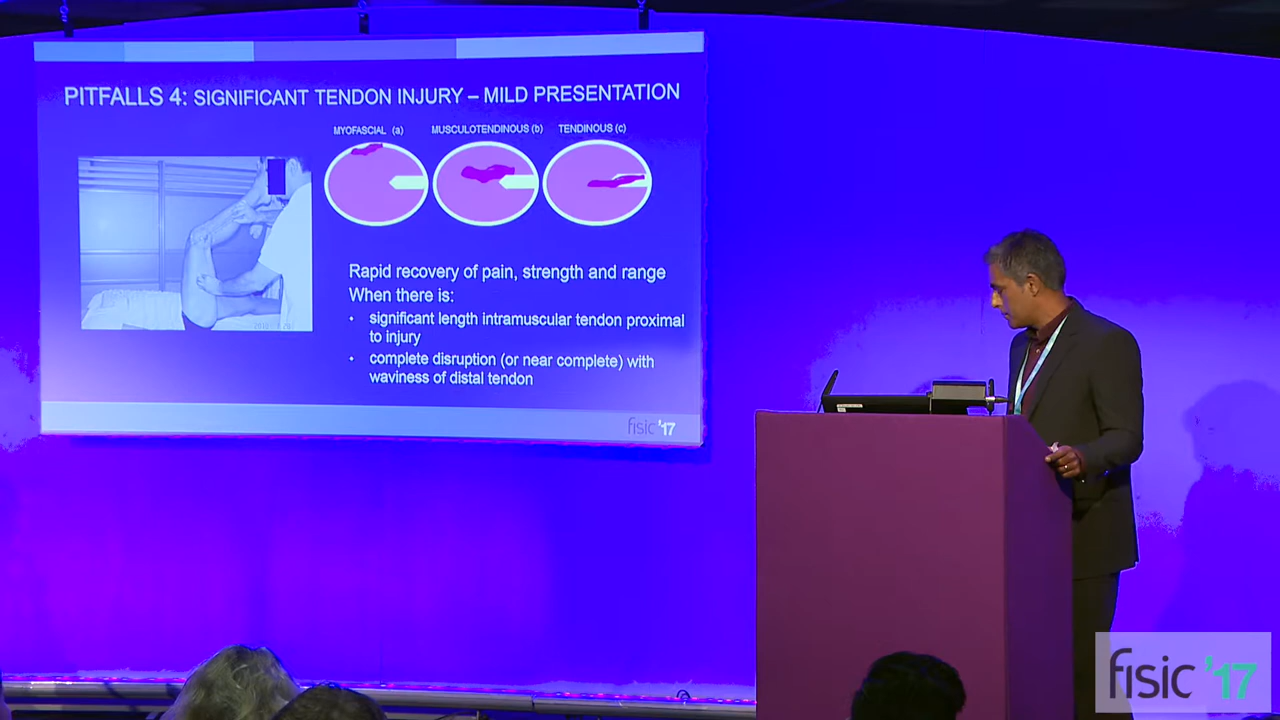 PITFALLS 4: SIGNIFICANT TENDON INJURY – MILD PRESENTATION
MYOFASCIAL (a) MUSCULOTENDINOUS (b) TENDINOUS (c)
Rapid recovery of pain, strength and range
When there is:
• significant length intramuscular tendon proximal
to injury
• complete disruption (or near complete) with
waviness of distal tendon
fisic '17
fisic '17